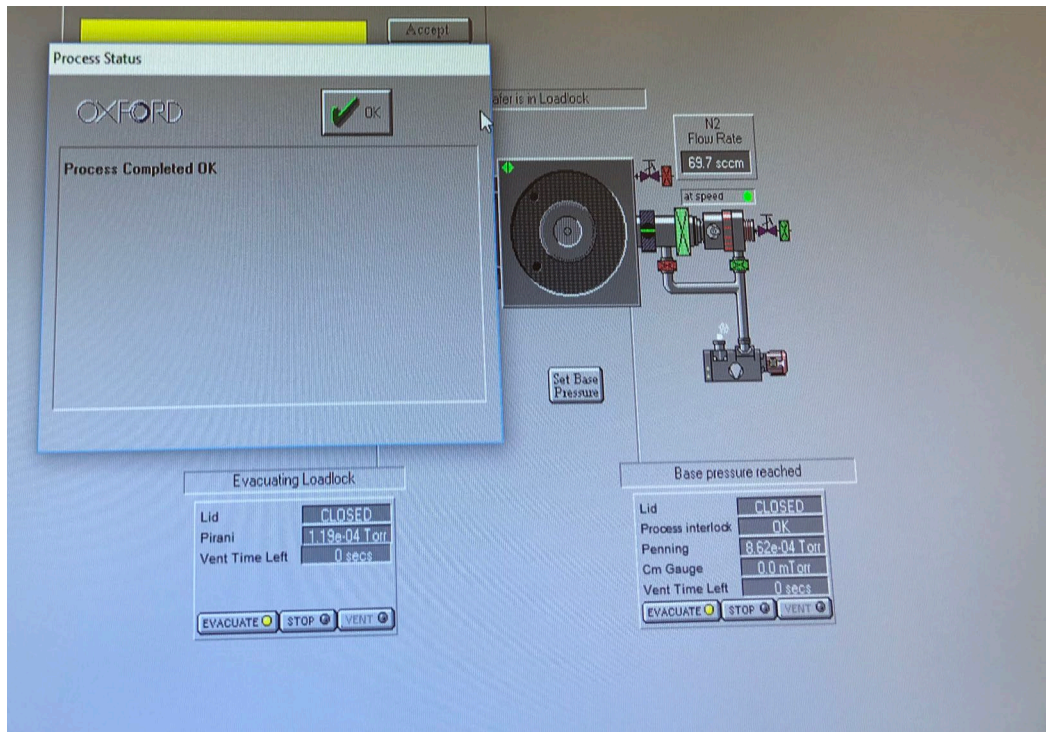 Accept
Process Status
OXFORD
OK
Process Completed OK
afer is in Loadlock
N2
Flow Rate
69.7 sccm
at speed
Set Base
Pressure
Evacuating Loadlock
Lid CLOSED
Pirani 1.19e-04 Torr
Vent Time Left 0 secs
EVACUATE STOP VENT
Base pressure reached
Lid CLOSED
Process interlock OK
Penning 8.62e-04 Torr
Cm Gauge 0.0 mTorr
Vent Time Left 0 secs
EVACUATE STOP VENT